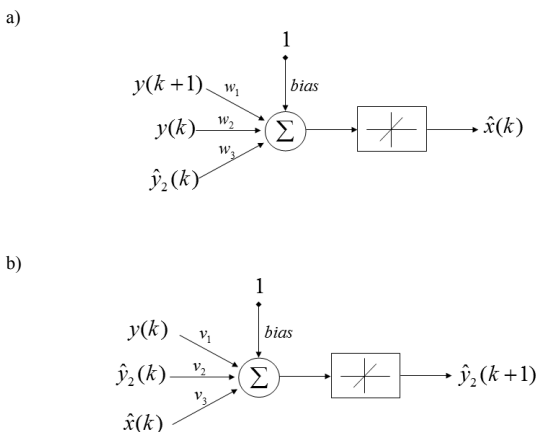 a)
1
bias
y(k+1) w₁
y(k) w₂ Σ x̂(k)
w₃
ŷ₂(k)
b)
1
bias
y(k) v₁
ŷ₂(k) v₂ Σ ŷ₂(k+1)
v₃
x̂(k)